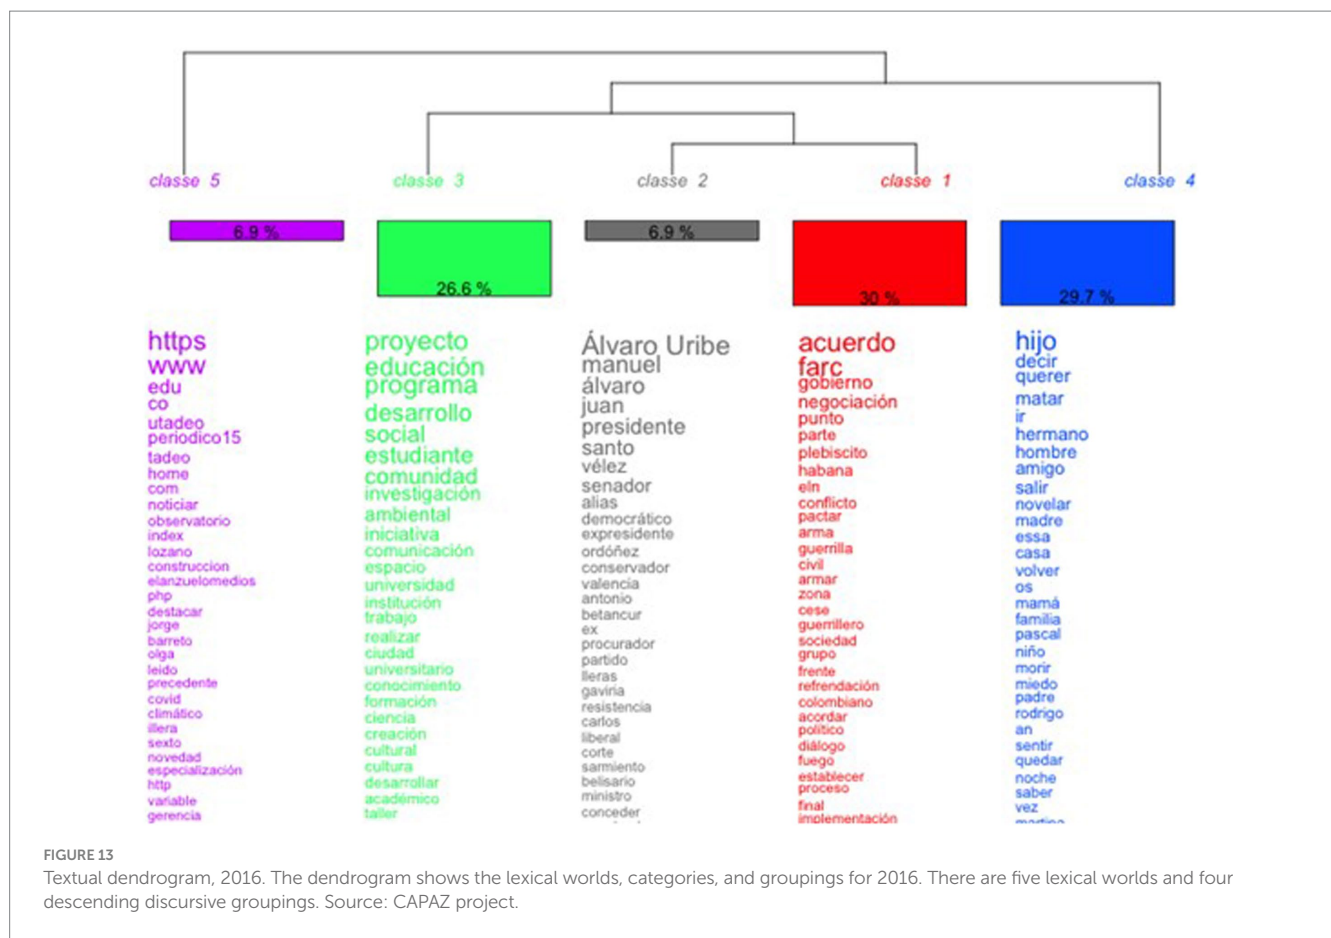 classe 5
classe 3
classe 2
classe 1
classe 4
6.9 %
26.6 %
6.9 %
30 %
29.7 %
https
www
edu
co
utadeo
periodico15
tadeo
home
com
noticiar
observatorio
index
lozano
construccion
elanzuelomedios
php
destacar
jorge
barreto
olga
leido
precedente
covid
climático
illera
sexto
novedad
especialización
http
variable
gerencia
proyecto
educación
programa
desarrollo
social
estudiante
comunidad
investigación
ambiental
iniciativa
comunicación
espacio
universidad
institución
trabajo
realizar
ciudad
universitario
conocimiento
formación
ciencia
creación
cultural
cultura
desarrollar
académico
taller
Álvaro Uribe
manuel
álvaro
juan
presidente
santo
vélez
senador
alias
democrático
expresidente
ordóñez
conservador
valencia
antonio
betancur
ex
procurador
partido
lleras
gaviria
resistencia
carlos
liberal
corte
sarmiento
belisario
ministro
conceder
acuerdo
farc
gobierno
negociación
punto
parte
plebiscito
habana
eln
conflicto
pactar
arma
guerrilla
civil
armar
zona
cese
guerrillero
sociedad
grupo
frente
refrendación
colombiano
acordar
político
diálogo
fuego
establecer
proceso
final
implementación
hijo
decir
querer
matar
ir
hermano
hombre
amigo
salir
novelar
madre
essa
casa
volver
os
mamá
familia
pascal
niño
morir
miedo
padre
rodrigo
an
sentir
quedar
noche
saber
vez
FIGURE 13
Textual dendrogram, 2016. The dendrogram shows the lexical worlds, categories, and groupings for 2016. There are five lexical worlds and four
descending discursive groupings. Source: CAPAZ project.